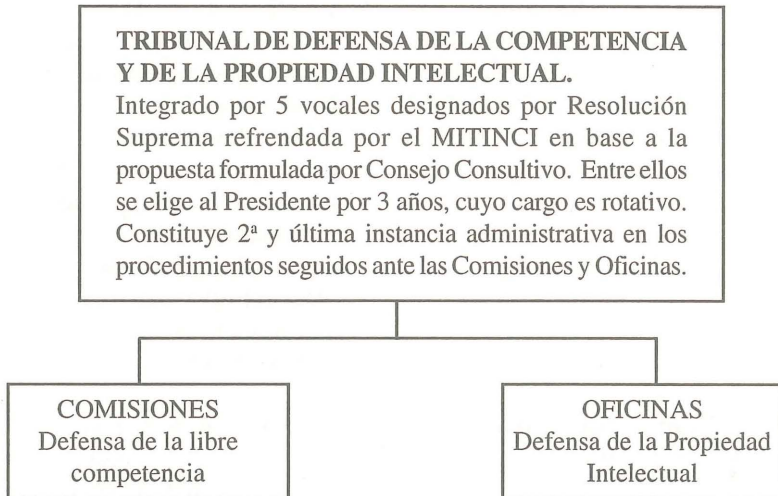 TRIBUNAL DE DEFENSA DE LA COMPETENCIA
Y DE LA PROPIEDAD INTELECTUAL.
Integrado por 5 vocales designados por Resolución
Suprema refrendada por el MITINCI en base a la
propuesta formulada por Consejo Consultivo. Entre ellos
se elige al Presidente por 3 años, cuyo cargo es rotativo.
Constituye 2ª y última instancia administrativa en los
procedimientos seguidos ante las Comisiones y Oficinas.
COMISIONES
Defensa de la libre
competencia
OFICINAS
Defensa de la Propiedad
Intelectual